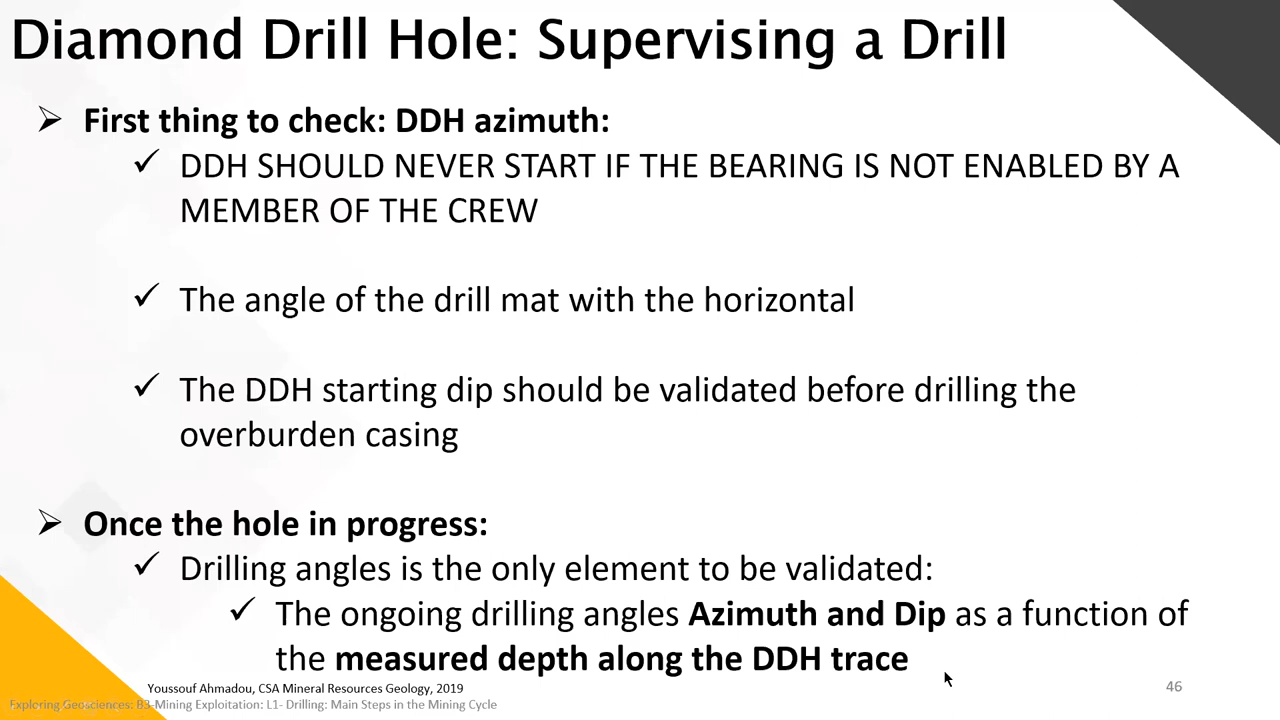 Diamond Drill Hole: Supervising a Drill
First thing to check: DDH azimuth:
DDH SHOULD NEVER START IF THE BEARING IS NOT ENABLED BY A
MEMBER OF THE CREW
The angle of the drill mat with the horizontal
The DDH starting dip should be validated before drilling the
overburden casing
Once the hole in progress:
Drilling angles is the only element to be validated:
The ongoing drilling angles Azimuth and Dip as a function of
the measured depth along the DDH trace
Youssouf Ahmadou, CSA Mineral Resources Geology, 2019
46
Exploring Geosciences: B3-Mining Exploitation: L1- Drilling: Main Steps in the Mining Cycle